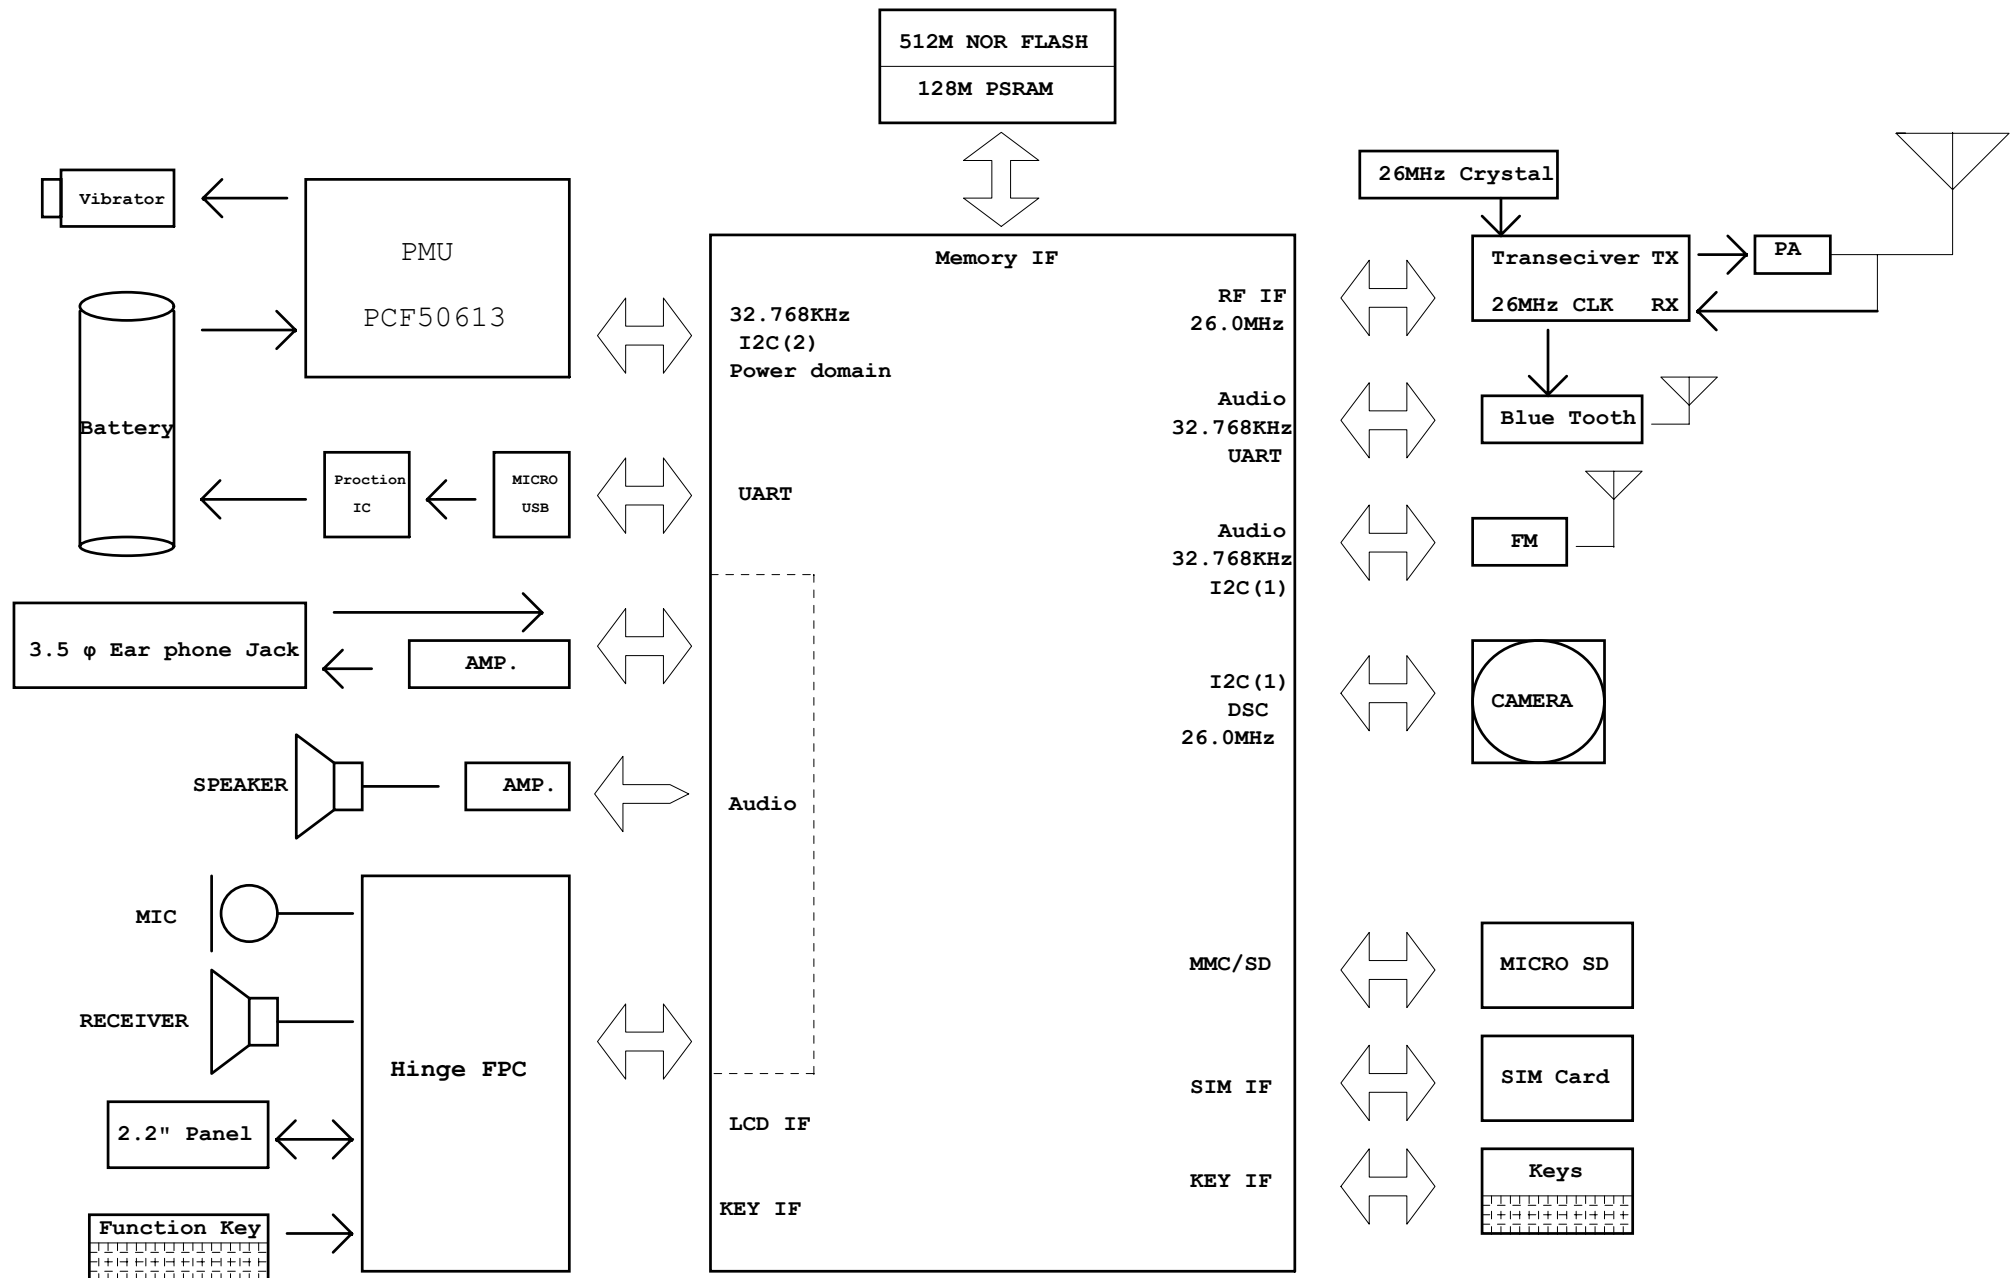 512M NOR FLASH
128M PSRAM
Vibrator
PMU
PCF50613
Battery
Proction
IC
MICRO
USB
3.5 φ Ear phone Jack
AMP.
SPEAKER
AMP.
MIC
RECEIVER
Hinge FPC
2.2" Panel
Function Key
Memory IF
32.768KHz
I2C(2)
Power domain
UART
Audio
LCD IF
KEY IF
RF IF
26.0MHz
Audio
32.768KHz
UART
Audio
32.768KHz
I2C(1)
I2C(1)
DSC
26.0MHz
MMC/SD
SIM IF
KEY IF
26MHz Crystal
Transeciver TX
26MHz CLK RX
PA
Blue Tooth
FM
CAMERA
MICRO SD
SIM Card
Keys